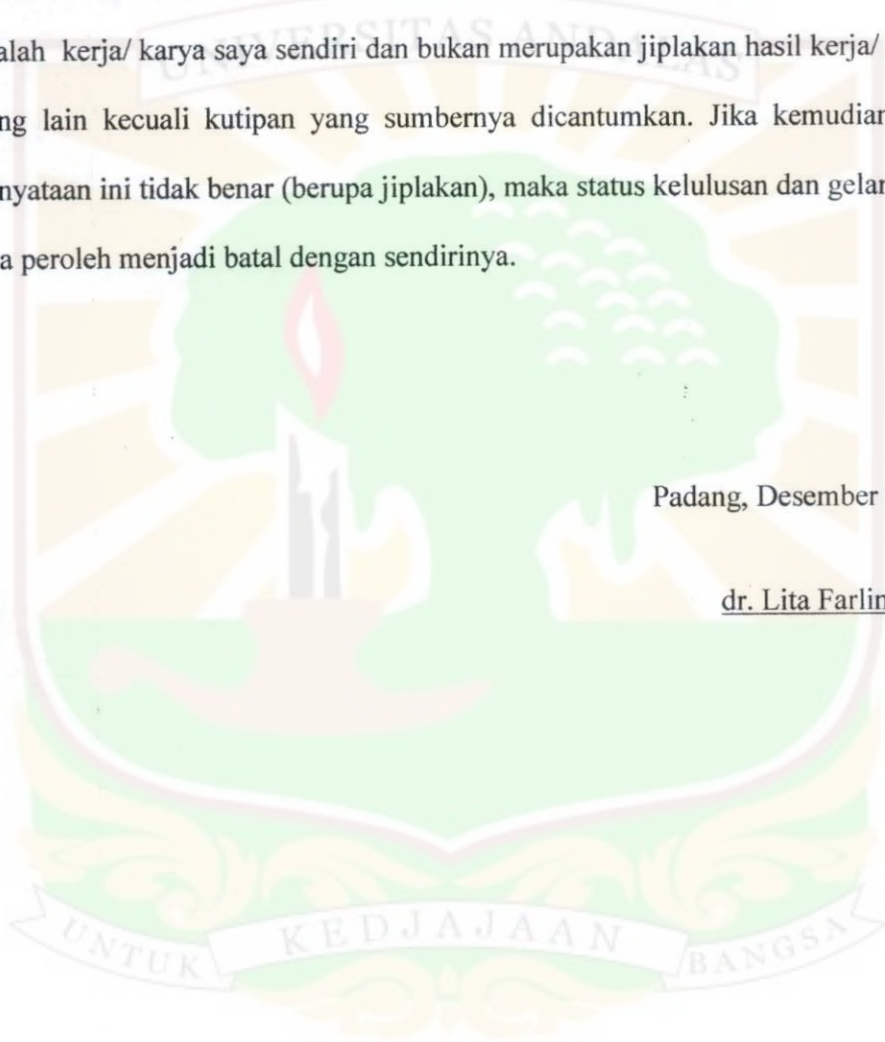 UNIVERSITAS ANDALAS
alah kerja/ karya saya sendiri dan bukan merupakan jiplakan hasil kerja/
ng lain kecuali kutipan yang sumbernya dicantumkan. Jika kemudian
nyataan ini tidak benar (berupa jiplakan), maka status kelulusan dan gelar
a peroleh menjadi batal dengan sendirinya.
Padang, Desember
dr. Lita Farlin
UNTUK KEDJAJAAN BANGSA